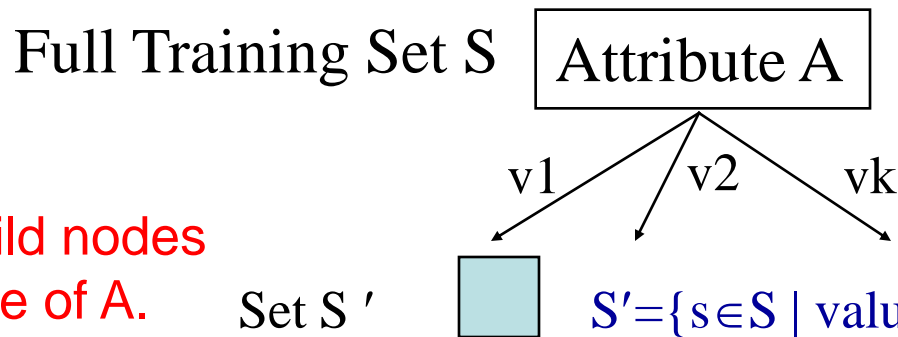 Full Training Set S
Attribute A
v1 v2 vk
ild nodes
e of A.
Set S ′
S′={s∈S | valu